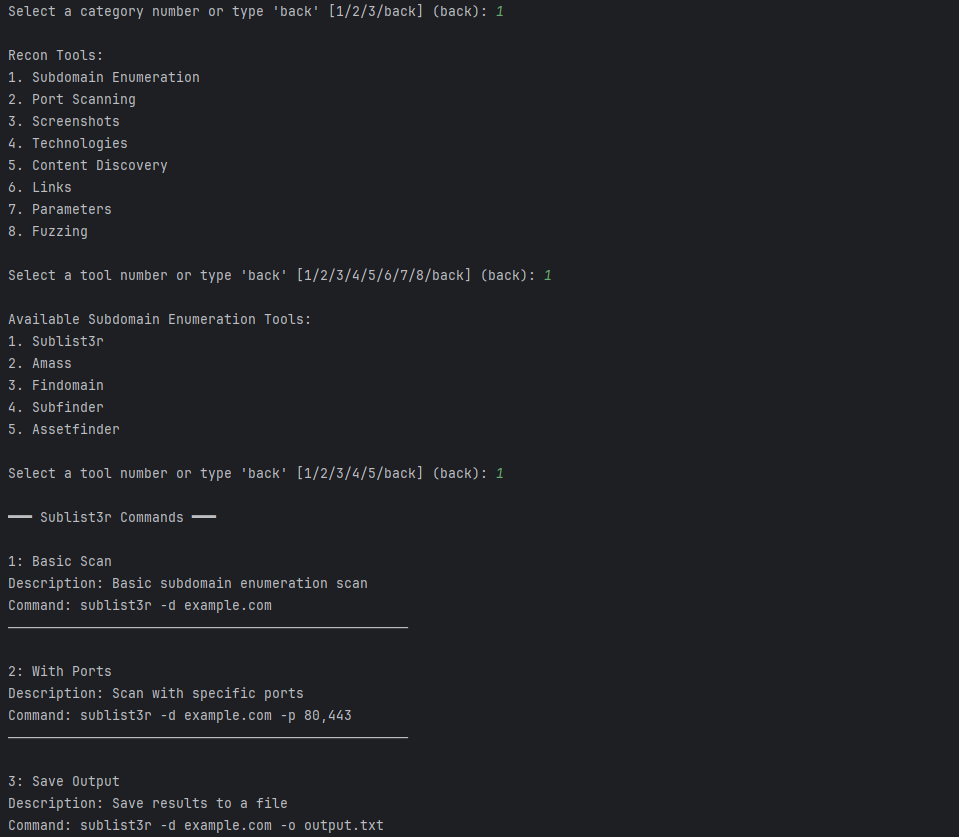 Select a category number or type 'back' [1/2/3/back] (back): 1
Recon Tools:
1. Subdomain Enumeration
2. Port Scanning
3. Screenshots
4. Technologies
5. Content Discovery
6. Links
7. Parameters
8. Fuzzing
Select a tool number or type 'back' [1/2/3/4/5/6/7/8/back] (back): 1
Available Subdomain Enumeration Tools:
1. Sublist3r
2. Amass
3. Findomain
4. Subfinder
5. Assetfinder
Select a tool number or type 'back' [1/2/3/4/5/back] (back): 1
━━━ Sublist3r Commands ━━━
1: Basic Scan
Description: Basic subdomain enumeration scan
Command: sublist3r -d example.com
2: With Ports
Description: Scan with specific ports
Command: sublist3r -d example.com -p 80,443
3: Save Output
Description: Save results to a file
Command: sublist3r -d example.com -o output.txt